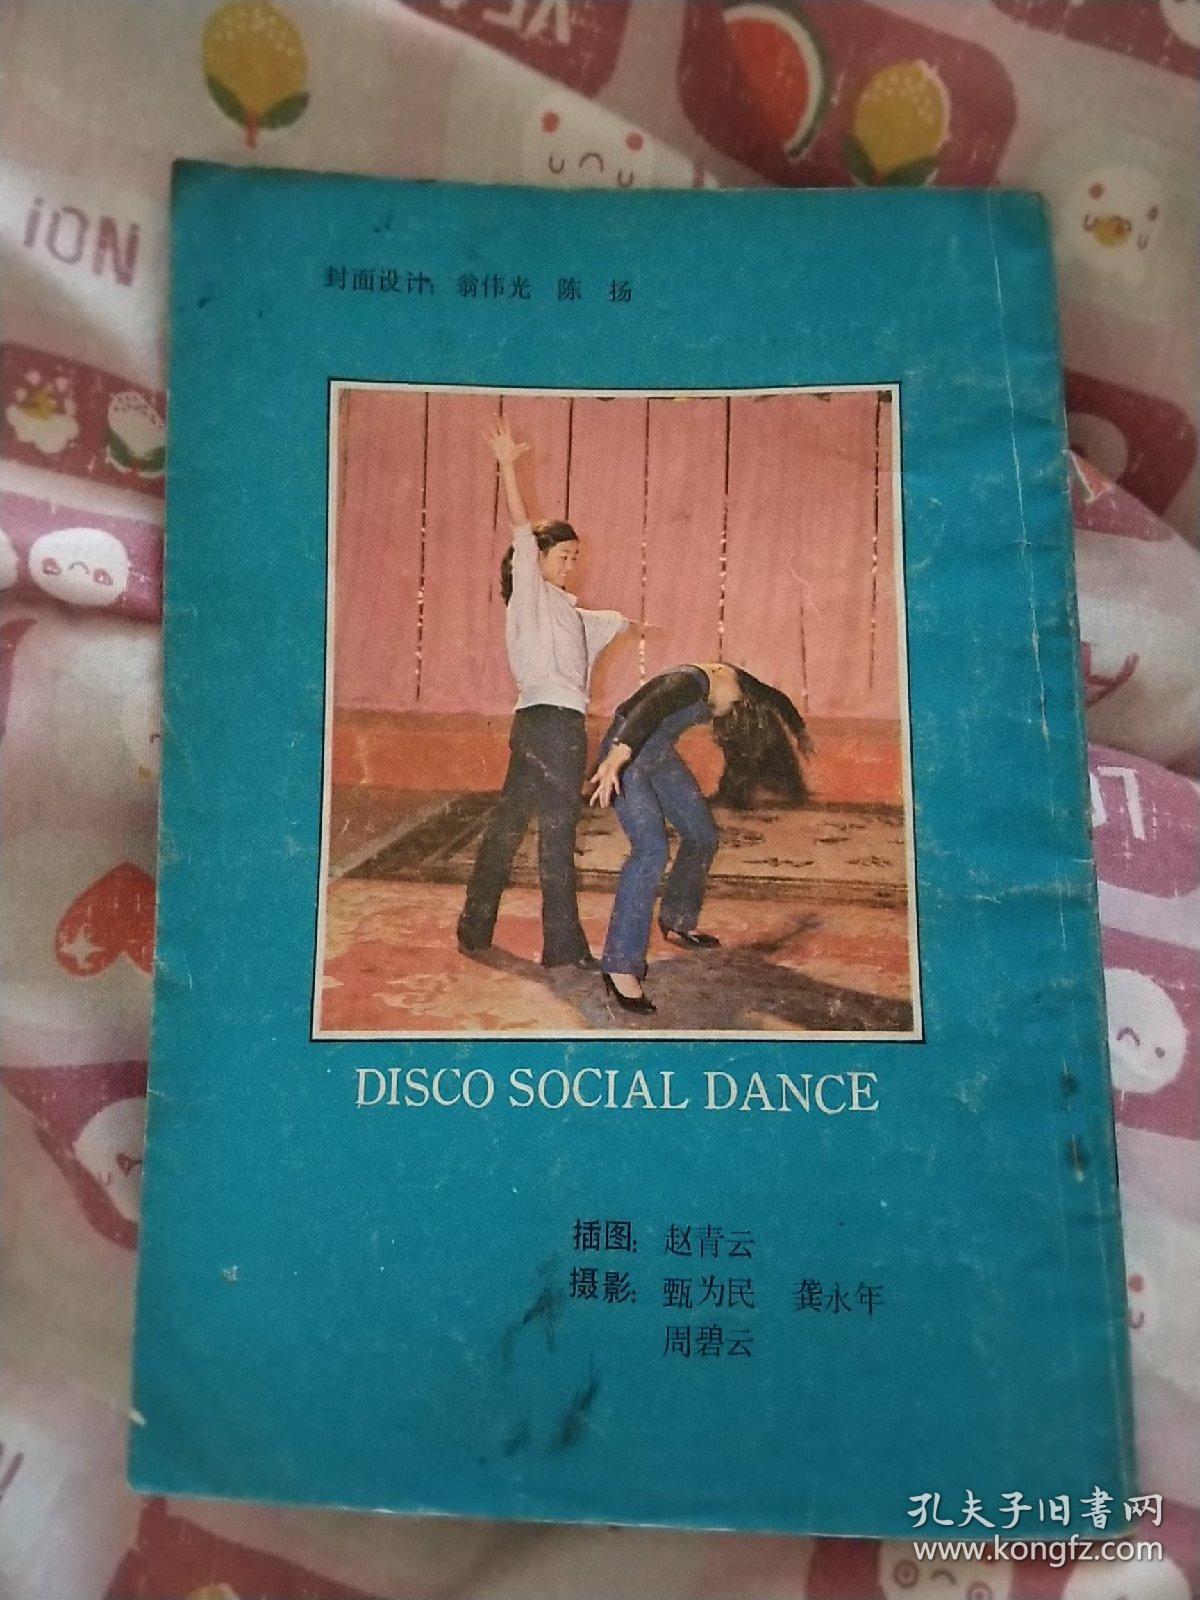 iON
封面设计：翁伟光 陈 扬
DISCO SOCIAL DANCE
插图：赵青云
摄影：甄为民 龚永年
周碧云
孔夫子旧书网
www.kongfz.com